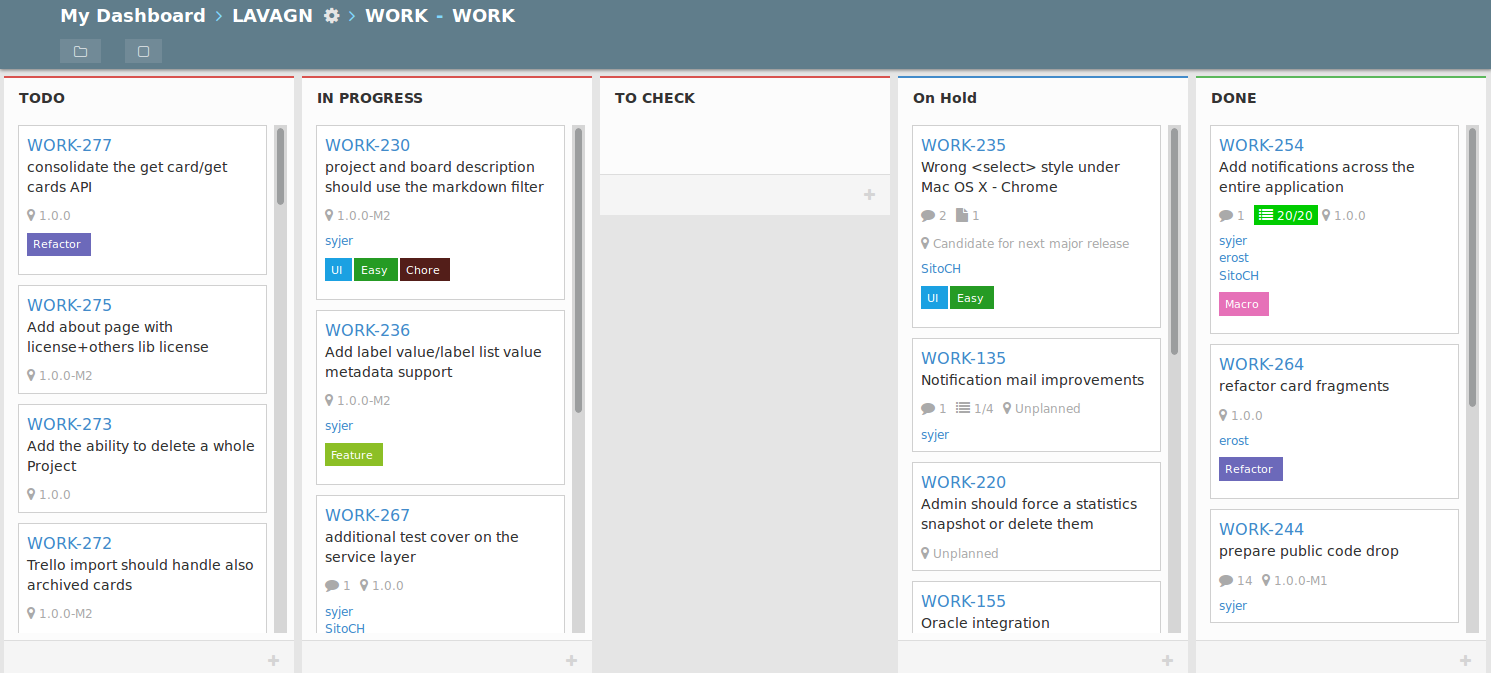 My Dashboard > LAVAGN > WORK - WORK
TODO
WORK-277
consolidate the get card/get
cards API
1.0.0
Refactor
WORK-275
Add about page with
license+others lib license
1.0.0-M2
WORK-273
Add the ability to delete a whole
Project
1.0.0
WORK-272
Trello import should handle also
archived cards
1.0.0-M2
IN PROGRESS
WORK-230
project and board description
should use the markdown filter
1.0.0-M2
syjer
UI Easy Chore
WORK-236
Add label value/label list value
metadata support
1.0.0-M2
syjer
Feature
WORK-267
additional test cover on the
service layer
1 1.0.0
syjer
SitoCH
TO CHECK
On Hold
WORK-235
Wrong <select> style under
Mac OS X - Chrome
2 1
Candidate for next major release
SitoCH
UI Easy
WORK-135
Notification mail improvements
1 1/4 Unplanned
syjer
WORK-220
Admin should force a statistics
snapshot or delete them
Unplanned
WORK-155
Oracle integration
DONE
WORK-254
Add notifications across the
entire application
1 20/20 1.0.0
syjer
erost
SitoCH
Macro
WORK-264
refactor card fragments
1.0.0
erost
Refactor
WORK-244
prepare public code drop
14 1.0.0-M1
syjer